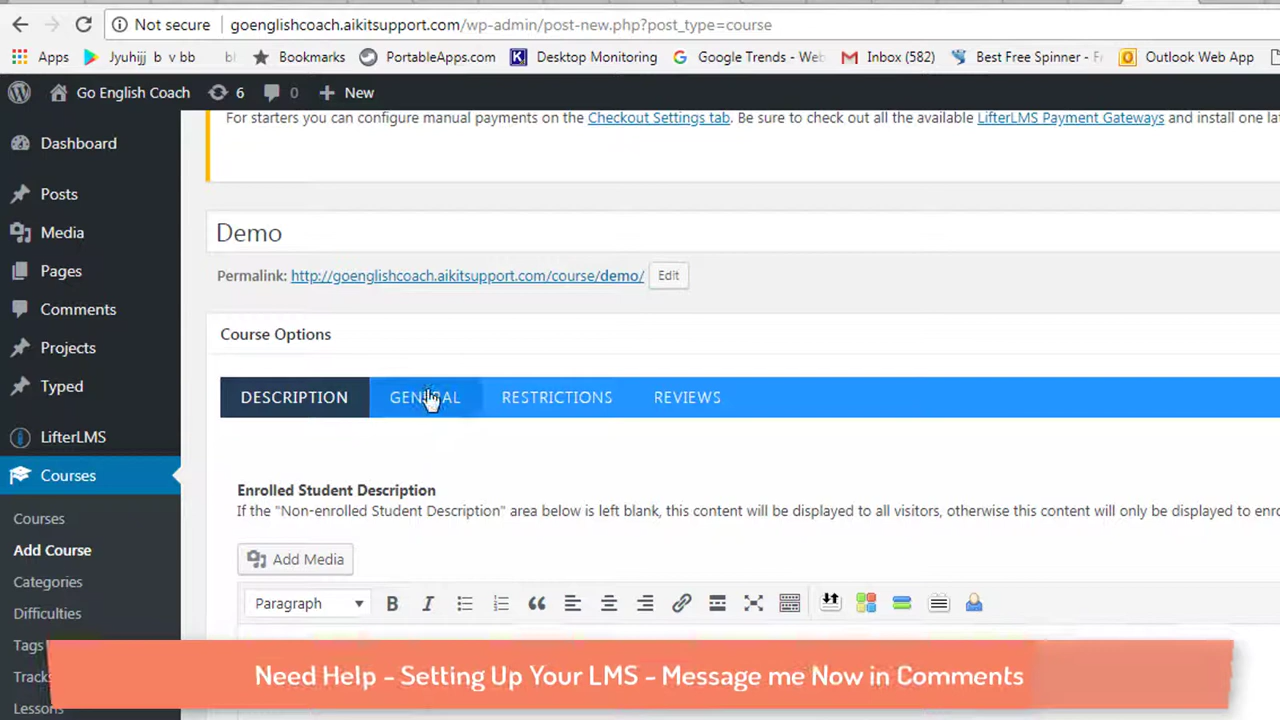 Not secure goenglishcoach.aikitsupport.com/wp-admin/post-new.php?post_type=course
Apps Jyuhijj b v bb bl Bookmarks PortableApps.com Desktop Monitoring Google Trends - Web Inbox (582) Best Free Spinner - Fr Outlook Web App
Go English Coach 6 0 New
For starters you can configure manual payments on the Checkout Settings tab. Be sure to check out all the available LifterLMS Payment Gateways and install one
Dashboard
Posts
Media
Pages
Comments
Projects
Typed
LifterLMS
Courses
Courses
Add Course
Categories
Difficulties
Tags
Tracks
Lessons
Demo
Permalink: http://goenglishcoach.aikitsupport.com/course/demo/ Edit
Course Options
DESCRIPTION GENERAL RESTRICTIONS REVIEWS
Enrolled Student Description
If the "Non-enrolled Student Description" area below is left blank, this content will be displayed to all visitors, otherwise this content will only be displayed to
Add Media
Paragraph B I
Need Help - Setting Up Your LMS - Message me Now in Comments